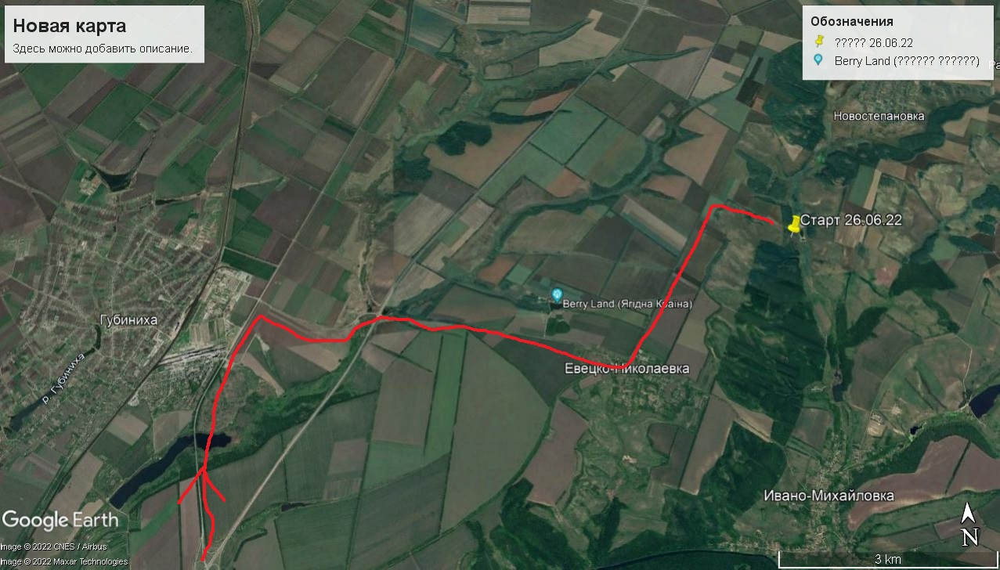 Новая карта
Здесь можно добавить описание.
Обозначения
????? 26.06.22
Berry Land (?????? ??????)
Новостепановка
Старт 26.06.22
Berry Land (Ягідна Країна)
Губиниха
р. Губиниха
Евецко-Николаевка
Ивано-Михайловка
Google Earth
Image © 2022 CNES / Airbus
Image © 2022 Maxar Technologies
N
3 km